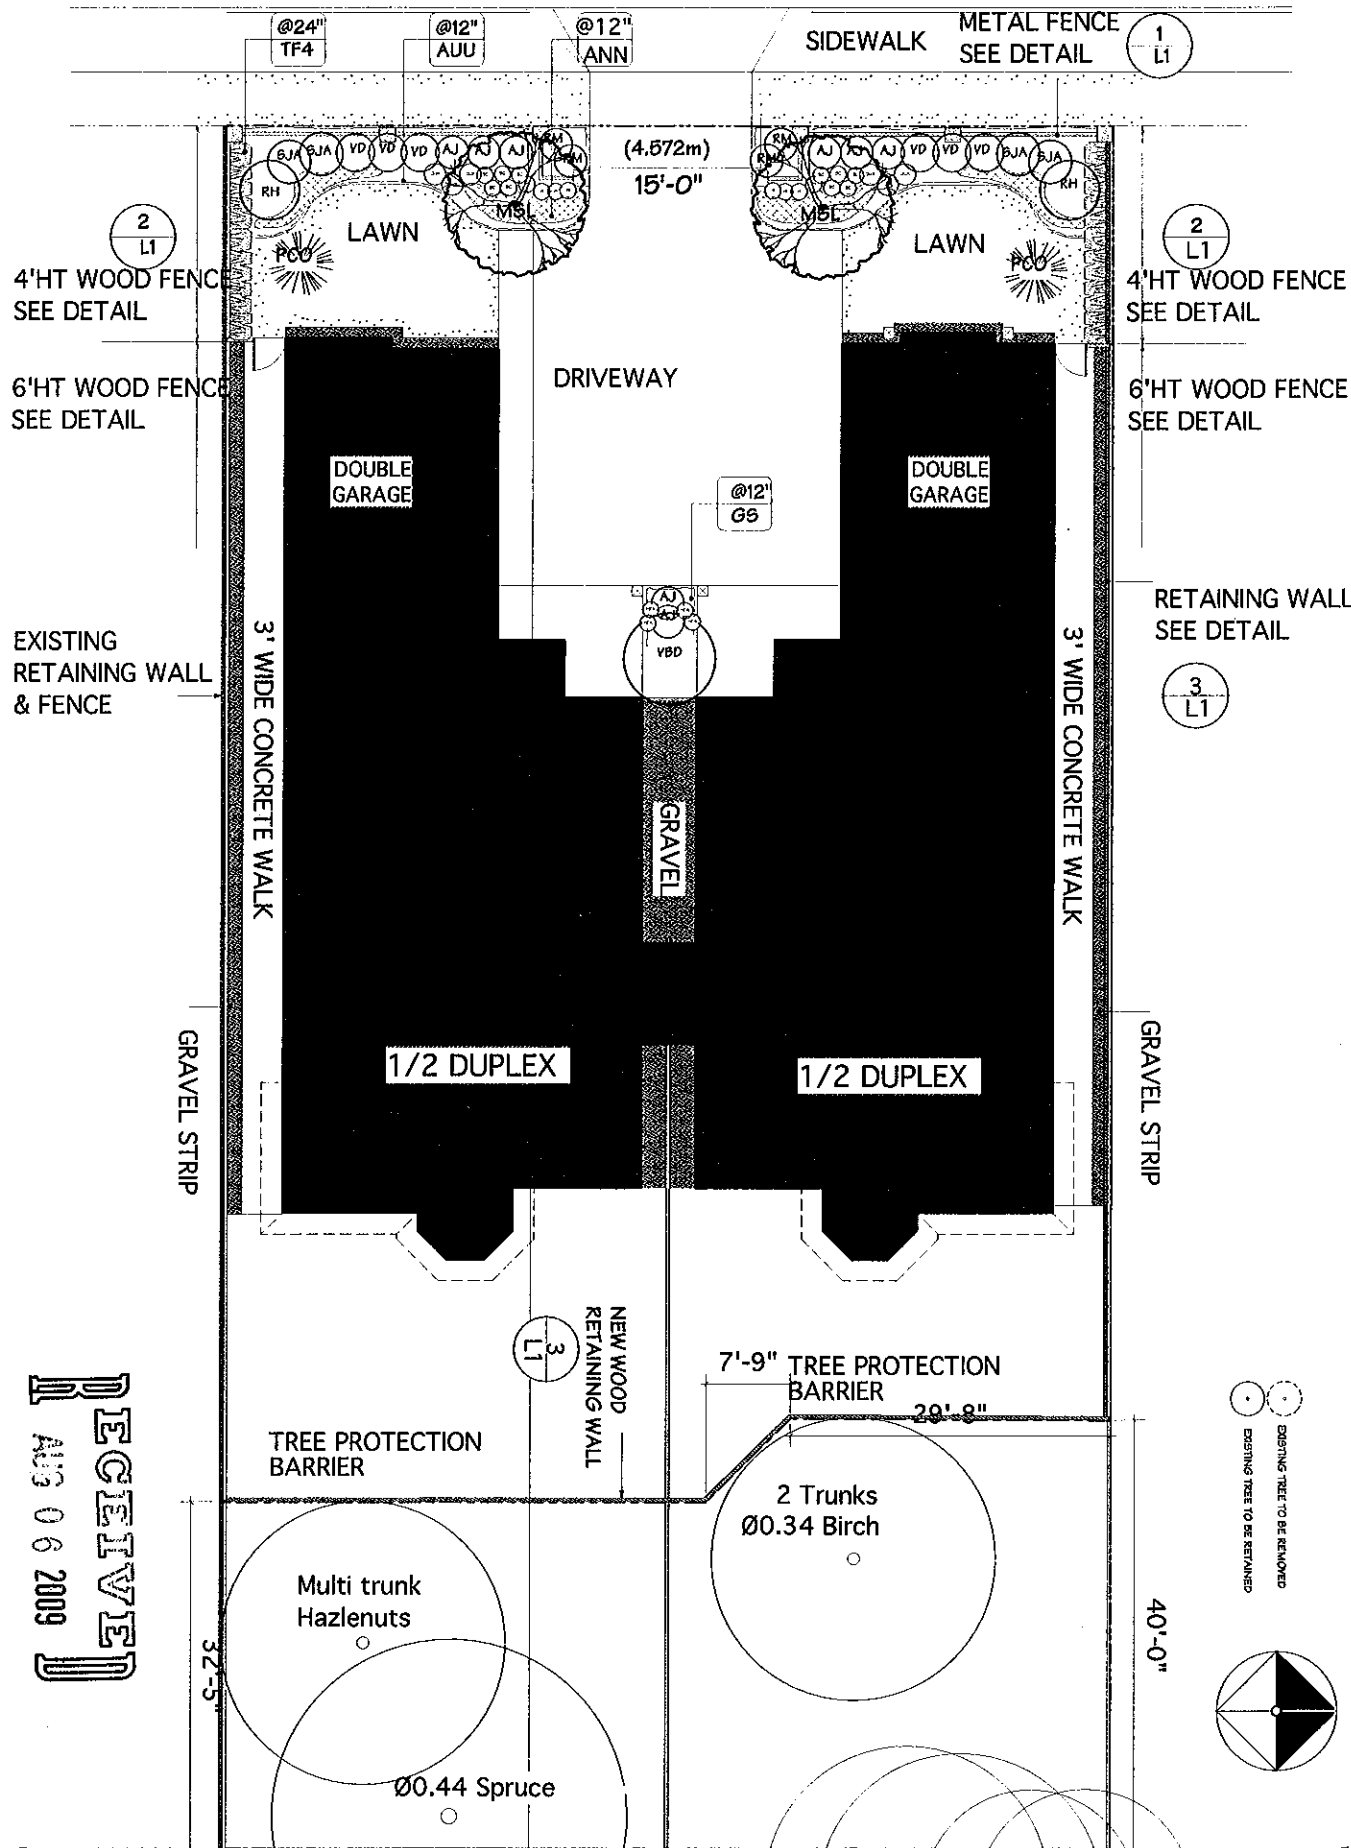 @24"
TF4
@12"
AUU
@12"
ANN
SIDEWALK
METAL FENCE
SEE DETAIL
1
L1
SJA
SJA
VD
VD
VD
AJ
AJ
AJ
RM
RM
RH
MSL
LAWN
PCO
(4,572m)
15'-0"
RM
RM
AJ
AJ
AJ
VD
VD
VD
SJA
SJA
RH
MSL
LAWN
PCO
2
L1
2
L1
4'HT WOOD FENCE
SEE DETAIL
4'HT WOOD FENCE
SEE DETAIL
6'HT WOOD FENCE
SEE DETAIL
DRIVEWAY
6'HT WOOD FENCE
SEE DETAIL
DOUBLE
GARAGE
DOUBLE
GARAGE
@12"
GS
AJ
AJ
VBD
EXISTING
RETAINING WALL
& FENCE
RETAINING WALL
SEE DETAIL
3
L1
3' WIDE CONCRETE WALK
3' WIDE CONCRETE WALK
GRAVEL
GRAVEL STRIP
GRAVEL STRIP
1/2 DUPLEX
1/2 DUPLEX
3
L1
NEW WOOD
RETAINING WALL
7'-9"
TREE PROTECTION
BARRIER
29'-8"
TREE PROTECTION
BARRIER
2 Trunks
Ø0.34 Birch
Multi trunk
Hazlenuts
Ø0.44 Spruce
32'-5"
40'-0"
EXISTING TREE TO BE REMOVED
EXISTING TREE TO BE RETAINED
RECEIVED
AUG 06 2009